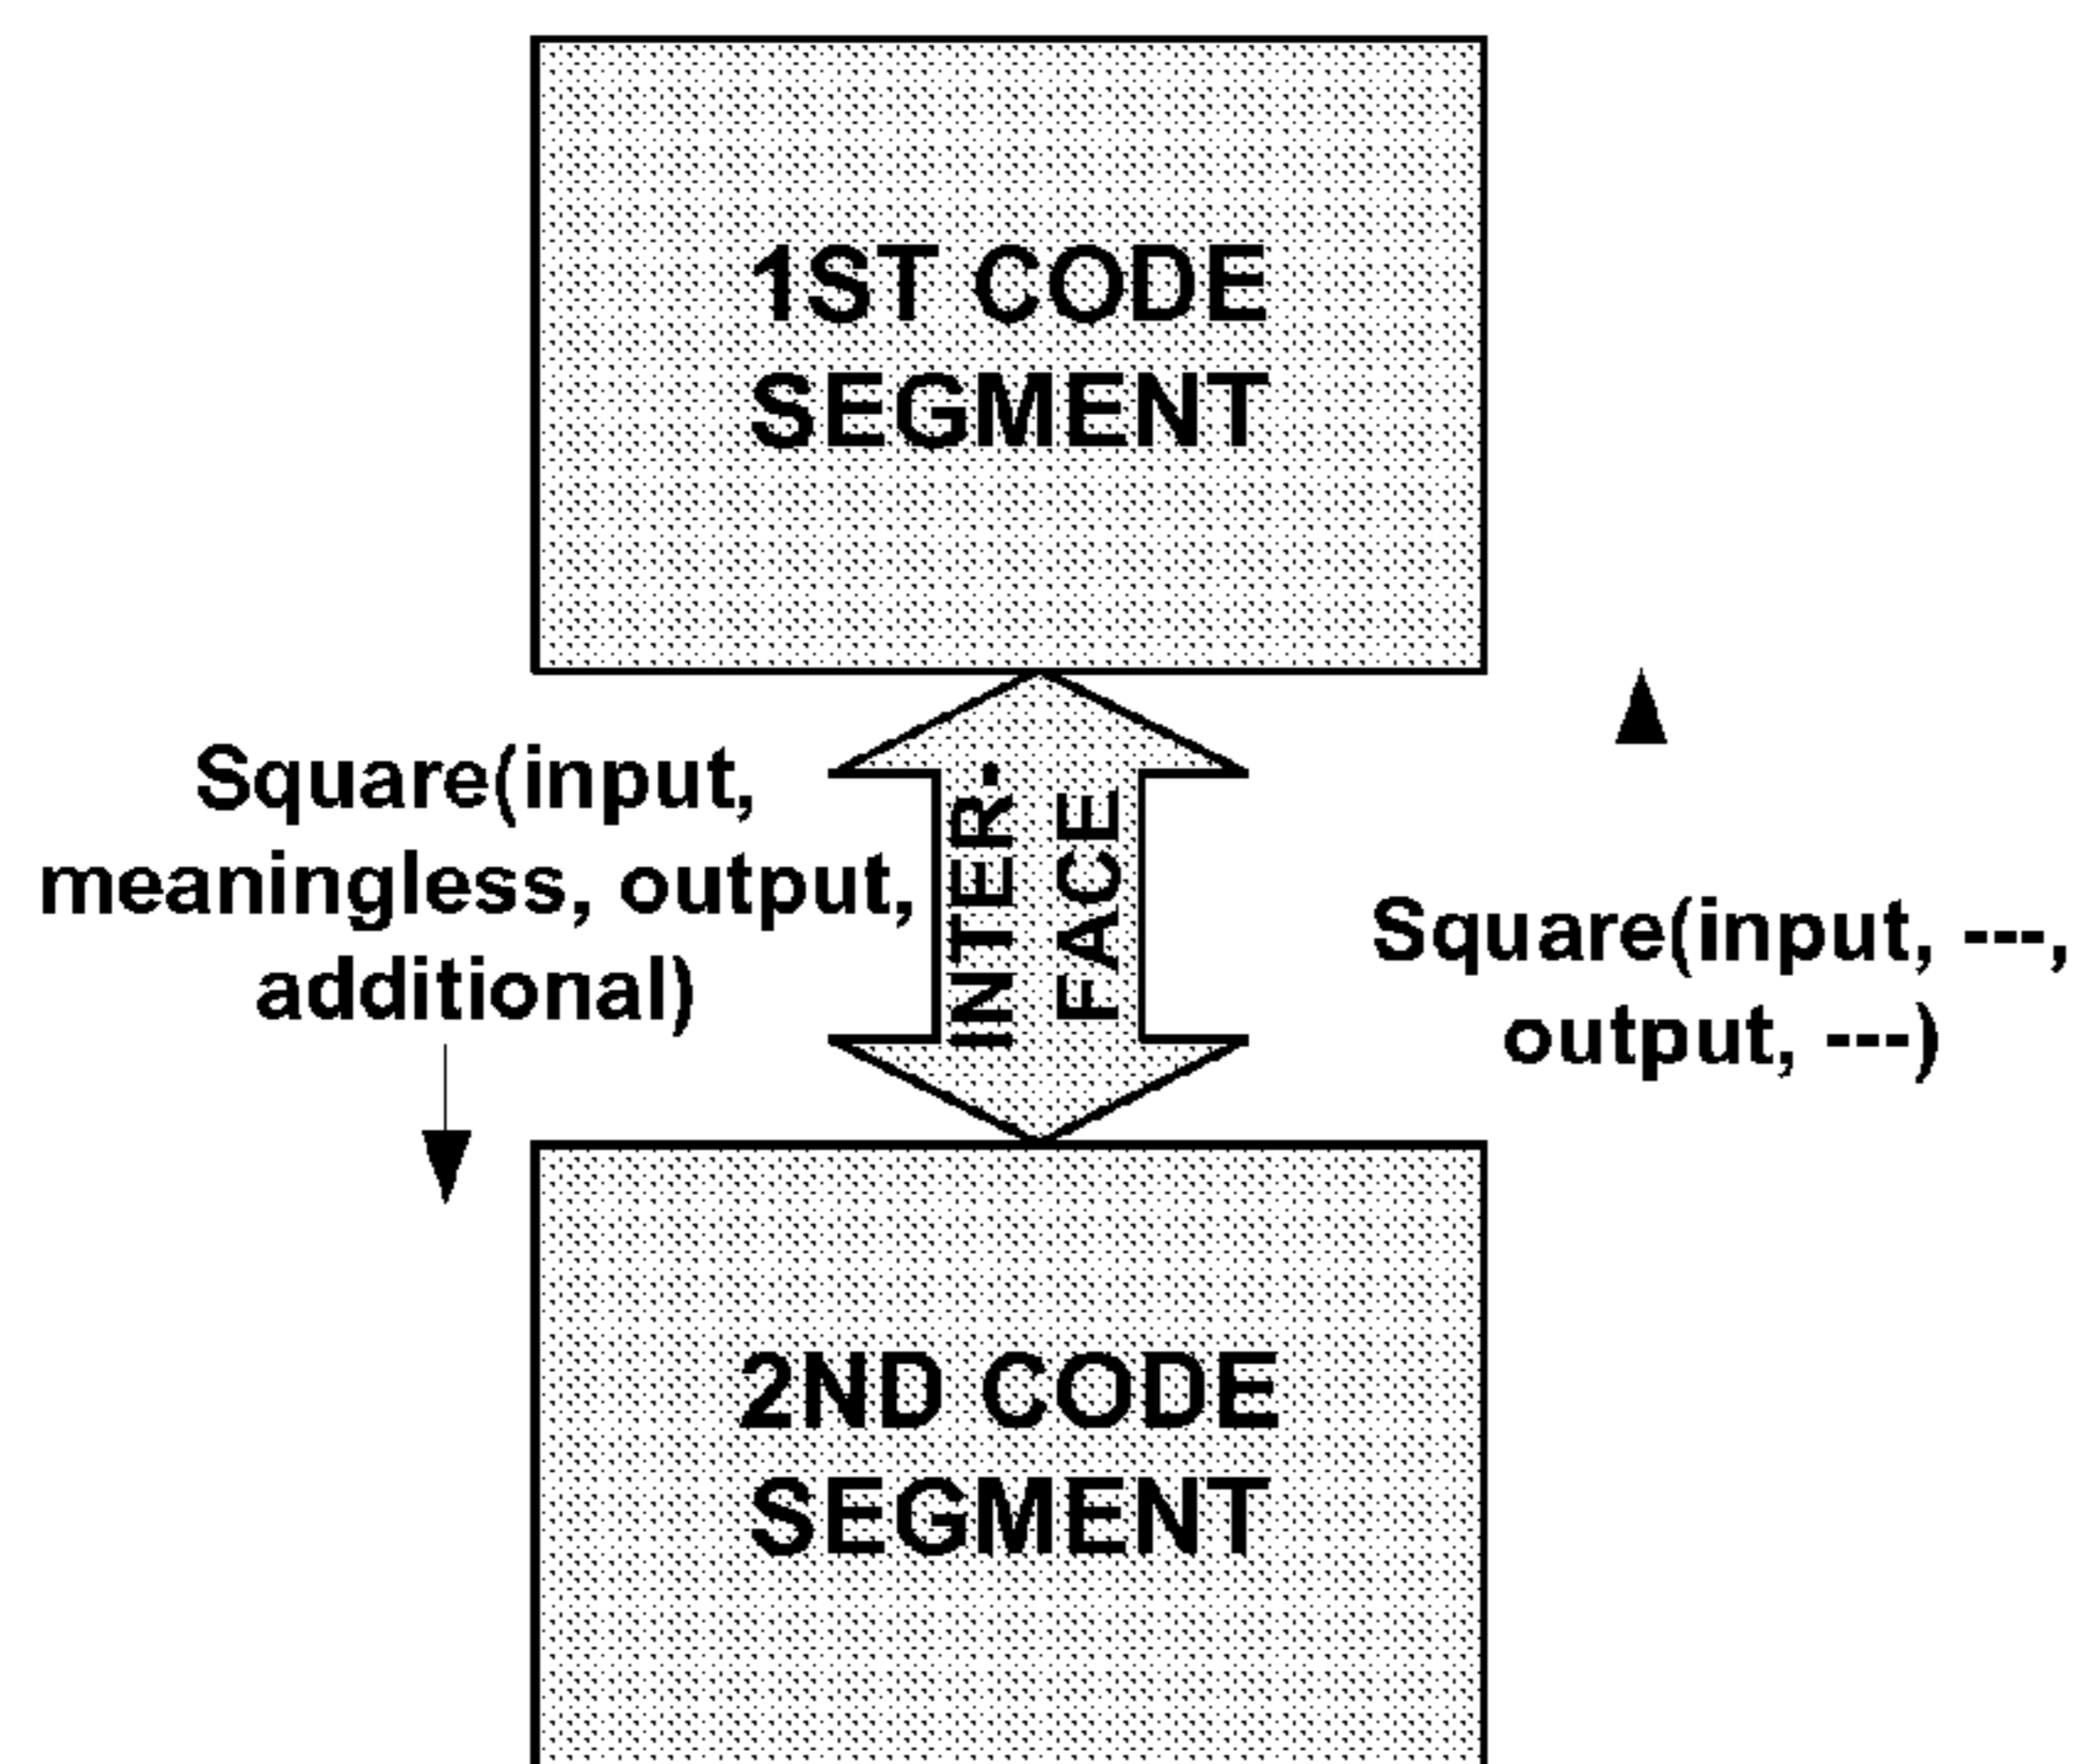 1ST CODE
SEGMENT
Square(input,
meaningless, output,
additional)
INTER-
FACE
Square(input, ---,
output, ---)
2ND CODE
SEGMENT